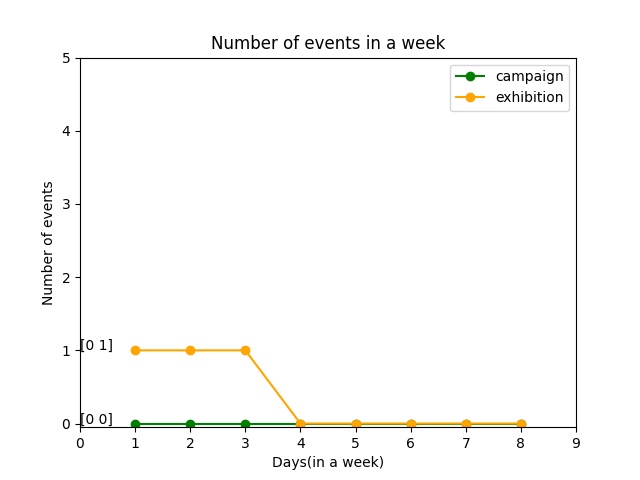 Number of events in a week
campaign
exhibition
Number of events
5
4
3
2
1
0
[0 1]
[0 0]
0 1 2 3 4 5 6 7 8 9
Days(in a week)